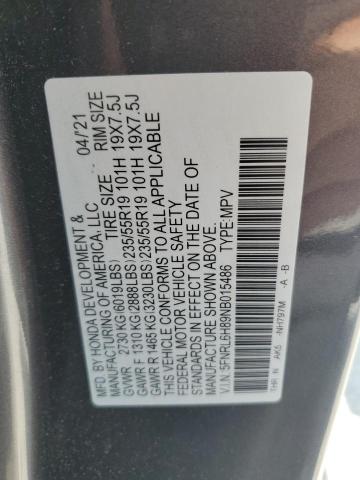 MFD. BY HONDA DEVELOPMENT & 04/21
MANUFACTURING OF AMERICA, LLC
TIRE SIZE RIM SIZE
GVWR 2730 KG(6019LBS)
GAWR F 1310 KG(2888LBS)235/55R19 101H 19X7.5J
GAWR R 1465 KG(3230LBS)235/55R19 101H 19X7.5J
THIS VEHICLE CONFORMS TO ALL APPLICABLE
FEDERAL MOTOR VEHICLE SAFETY
STANDARDS IN EFFECT ON THE DATE OF
MANUFACTURE SHOWN ABOVE.
V.I.N: 5FNRL6H89NB015486 TYPE:MPV
THR N AK5 -NH797M -A -B